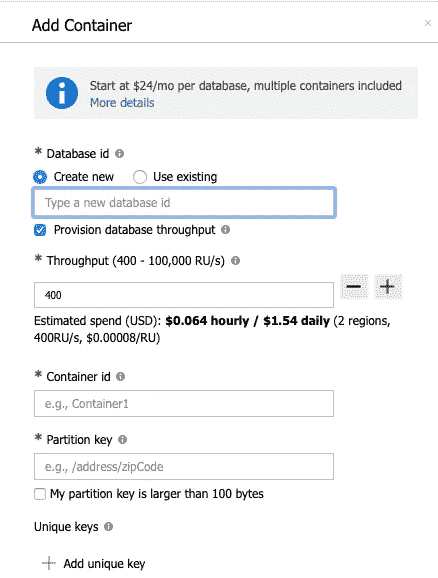 Add Container
×
Start at $24/mo per database, multiple containers included
More details
* Database id
Create new Use existing
Type a new database id
Provision database throughput
* Throughput (400 - 100,000 RU/s)
400
Estimated spend (USD): $0.064 hourly / $1.54 daily (2 regions,
400RU/s, $0.00008/RU)
* Container id
e.g., Container1
* Partition key
e.g., /address/zipCode
My partition key is larger than 100 bytes
Unique keys
+ Add unique key